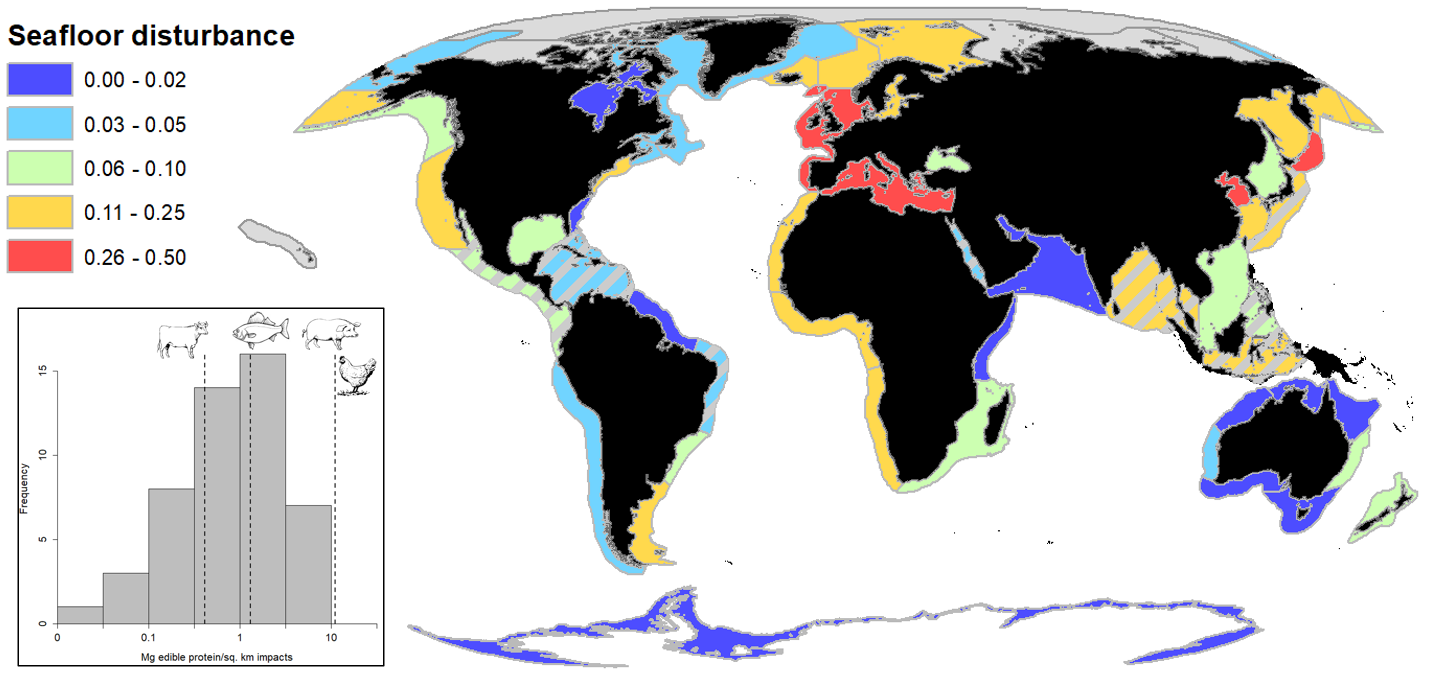 Seafloor disturbance
0.00 - 0.02
0.03 - 0.05
0.06 - 0.10
0.11 - 0.25
0.26 - 0.50
Frequency
15
10
5
0
0 0.1 1 10
Mg edible protein/sq. km impacts